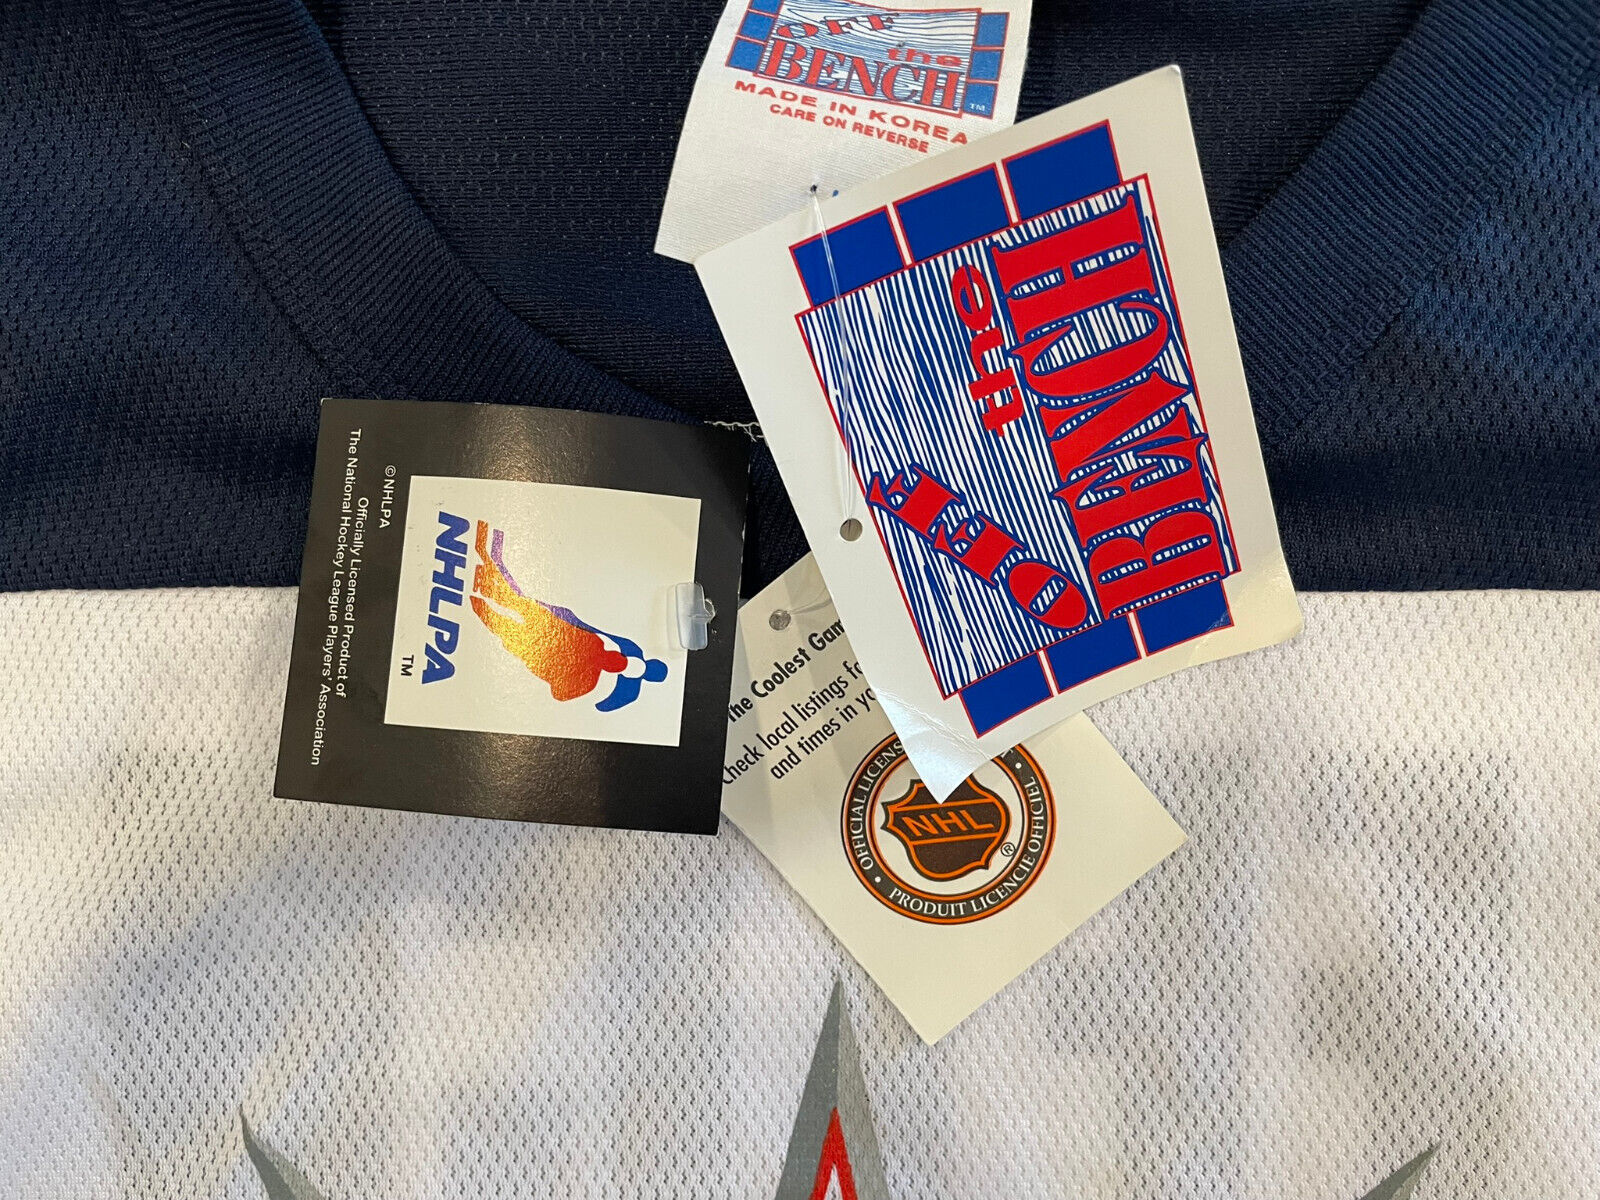 OFF
the
BENCH
TM
MADE IN KOREA
CARE ON REVERSE
OFF
the
BENCH
NHLPA
TM
©NHLPA
Officially Licensed Product of
The National Hockey League Players' Association
The Coolest Gam
Check local listings fo
and times in yo
OFFICIAL LICENS
NHL
®
PRODUIT LICENCIE OFFICIEL